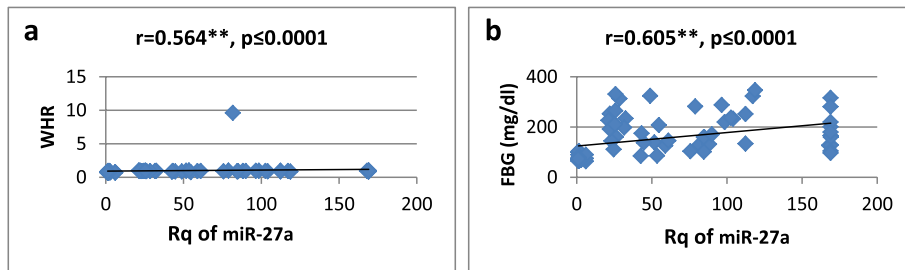 a
r=0.564**, p≤0.0001
15
10
5
0
WHR
0 50 100 150 200
Rq of miR-27a
b
r=0.605**, p≤0.0001
400
200
0
FBG (mg/dl)
0 50 100 150 200
Rq of miR-27a